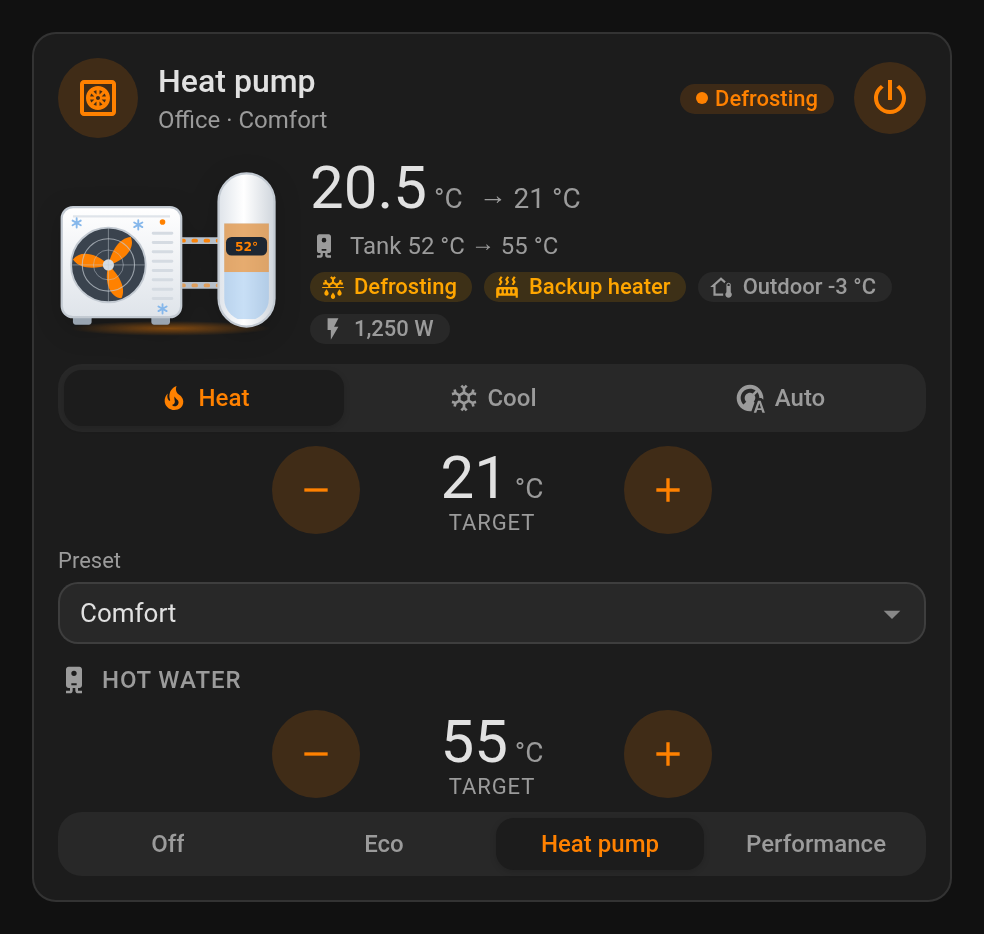 Heat pump
Office · Comfort
Defrosting
20.5 °C → 21 °C
52°
Tank 52 °C → 55 °C
Defrosting
Backup heater
Outdoor -3 °C
1,250 W
Heat
Cool
Auto
21 °C
TARGET
Preset
Comfort
HOT WATER
55 °C
TARGET
Off
Eco
Heat pump
Performance